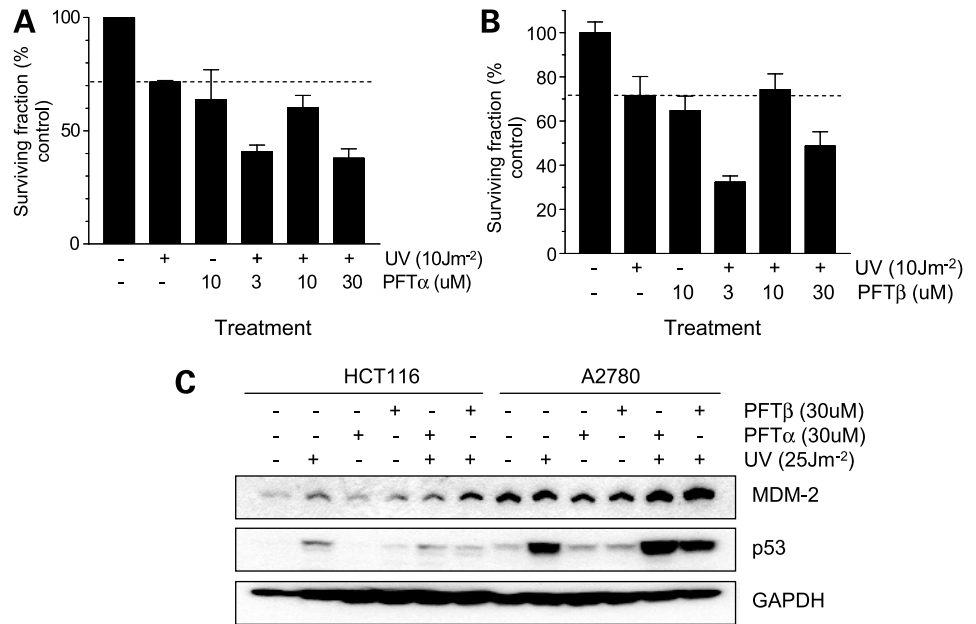 A
Surviving fraction (% control)
100
50
0
- + - + + + UV (10Jm-2)
- - 10 3 10 30 PFTα (uM)
Treatment
B
Surviving fraction (% control)
100
80
60
40
20
0
- + - + + + UV (10Jm-2)
- - 10 3 10 30 PFTβ (uM)
Treatment
C
HCT116 A2780
- - - + - + - - - + - + PFTβ (30uM)
- - + - + - - - + - + - PFTα (30uM)
- + - - + + - + - - + + UV (25Jm-2)
MDM-2
p53
GAPDH